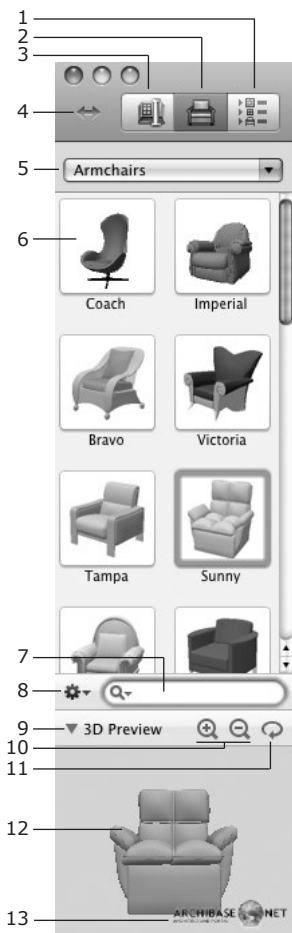 1
2
3
4
5
Armchairs
6
Coach
Imperial
Bravo
Victoria
Tampa
Sunny
7
8
9
3D Preview
10
11
12
13
ARCHIBASE NET